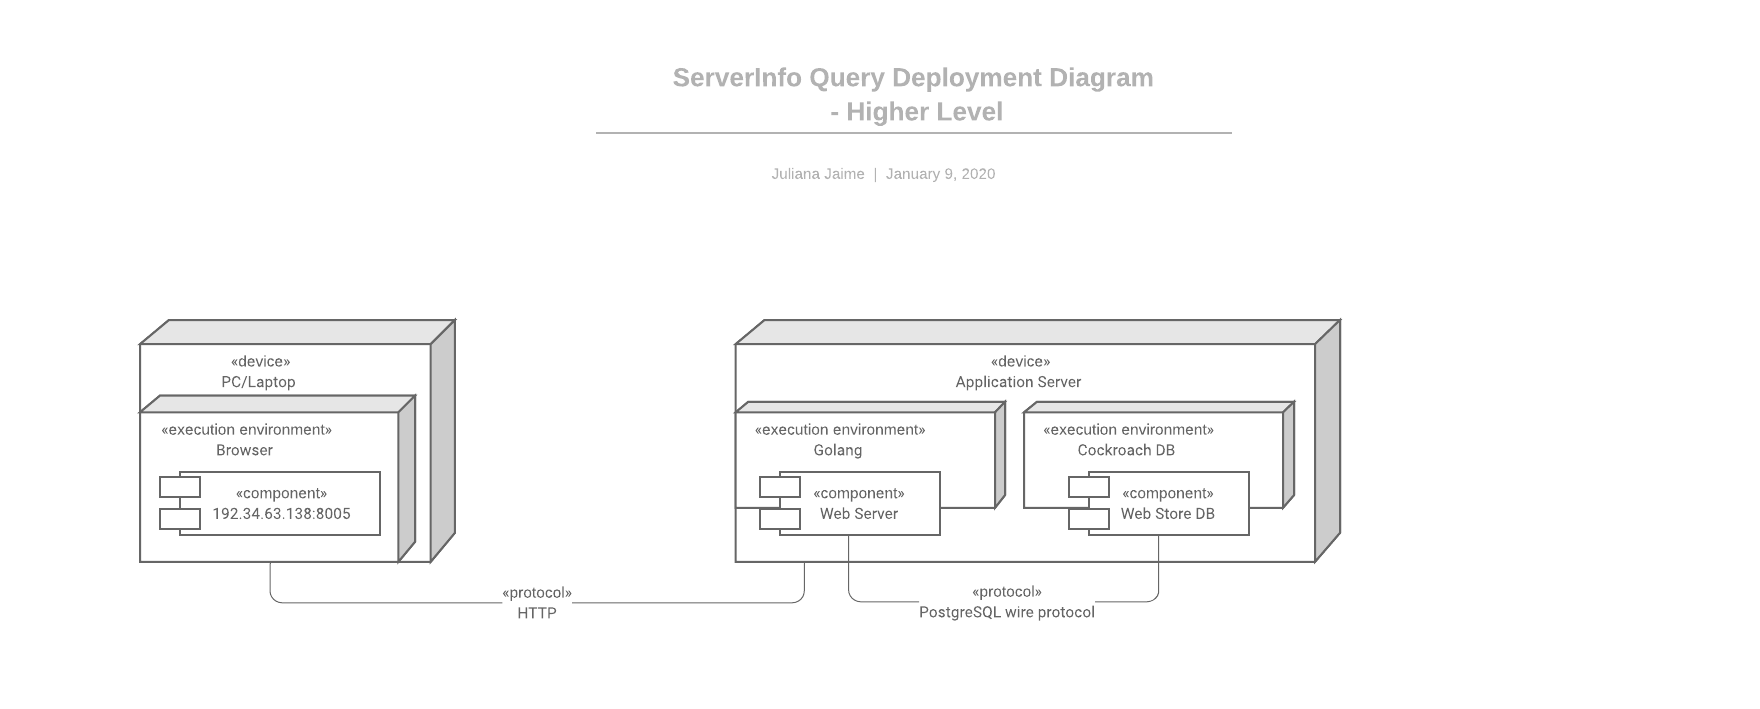 ServerInfo Query Deployment Diagram
- Higher Level
Juliana Jaime | January 9, 2020
«device»
PC/Laptop
«execution environment»
Browser
«component»
192.34.63.138:8005
«device»
Application Server
«execution environment»
Golang
«component»
Web Server
«execution environment»
Cockroach DB
«component»
Web Store DB
«protocol»
HTTP
«protocol»
PostgreSQL wire protocol